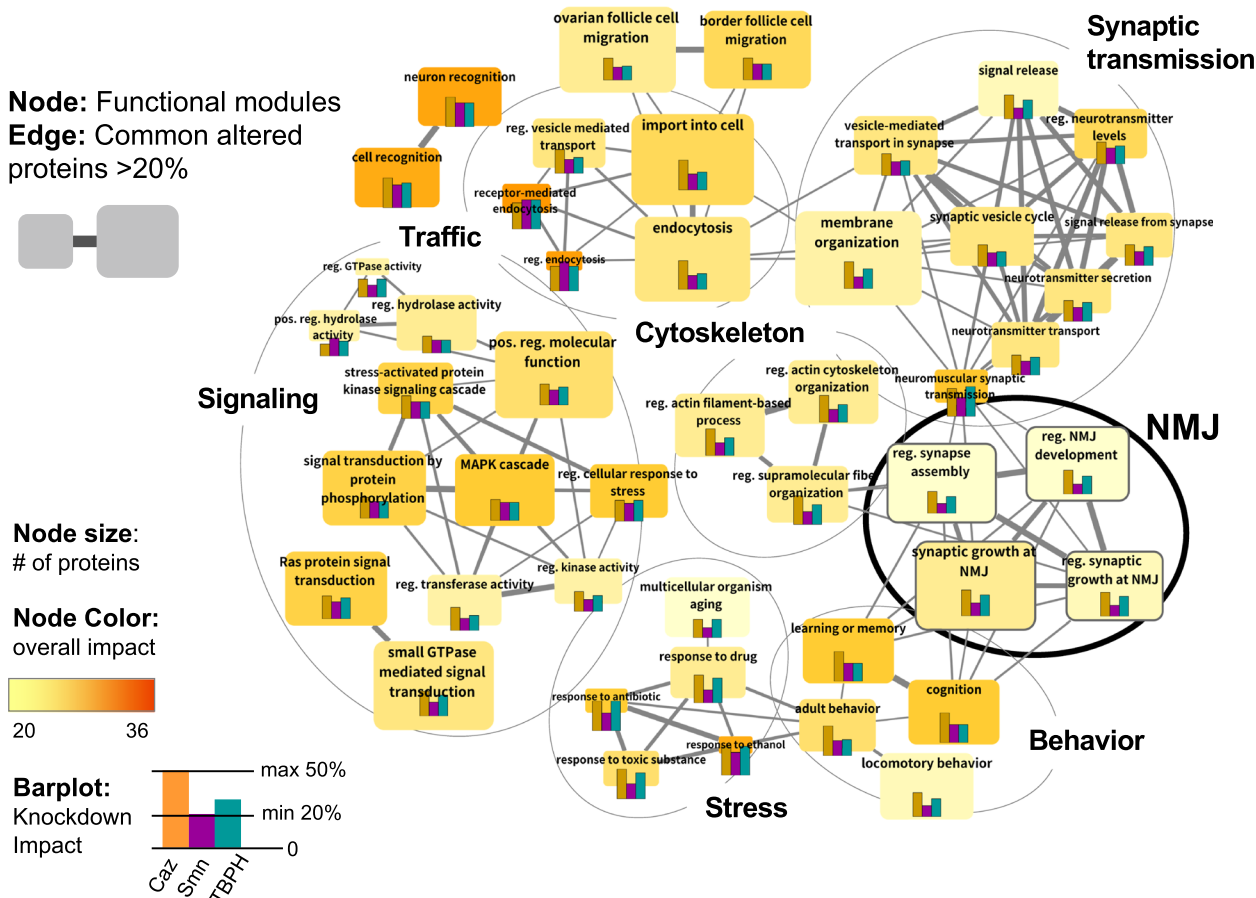 Node: Functional modules
Edge: Common altered
proteins >20%
Node size:
# of proteins
Node Color:
overall impact
20
36
Barplot:
Knockdown
Impact
max 50%
min 20%
0
Caz
Smn
TBPH
Traffic
neuron recognition
cell recognition
ovarian follicle cell
migration
border follicle cell
migration
reg. vesicle mediated
transport
import into cell
receptor-mediated
endocytosis
reg. endocytosis
endocytosis
Synaptic
transmission
signal release
reg. neurotransmitter
levels
vesicle-mediated
transport in synapse
membrane
organization
synaptic vesicle cycle
signal release from synapse
neurotransmitter secretion
neurotransmitter transport
neuromuscular synaptic
transmission
Signaling
reg. GTPase activity
reg. hydrolase activity
pos. reg. hydrolase
activity
pos. reg. molecular
function
stress-activated protein
kinase signaling cascade
signal transduction by
protein
phosphorylation
MAPK cascade
reg. cellular response to
stress
Ras protein signal
transduction
reg. transferase activity
reg. kinase activity
small GTPase
mediated signal
transduction
Cytoskeleton
reg. actin cytoskeleton
organization
reg. actin filament-based
process
reg. supramolecular fiber
organization
NMJ
reg. synapse
assembly
reg. NMJ
development
synaptic growth at
NMJ
reg. synaptic
growth at NMJ
Stress
multicellular organism
aging
response to drug
response to antibiotic
response to ethanol
response to toxic substance
Behavior
learning or memory
cognition
adult behavior
locomotory behavior